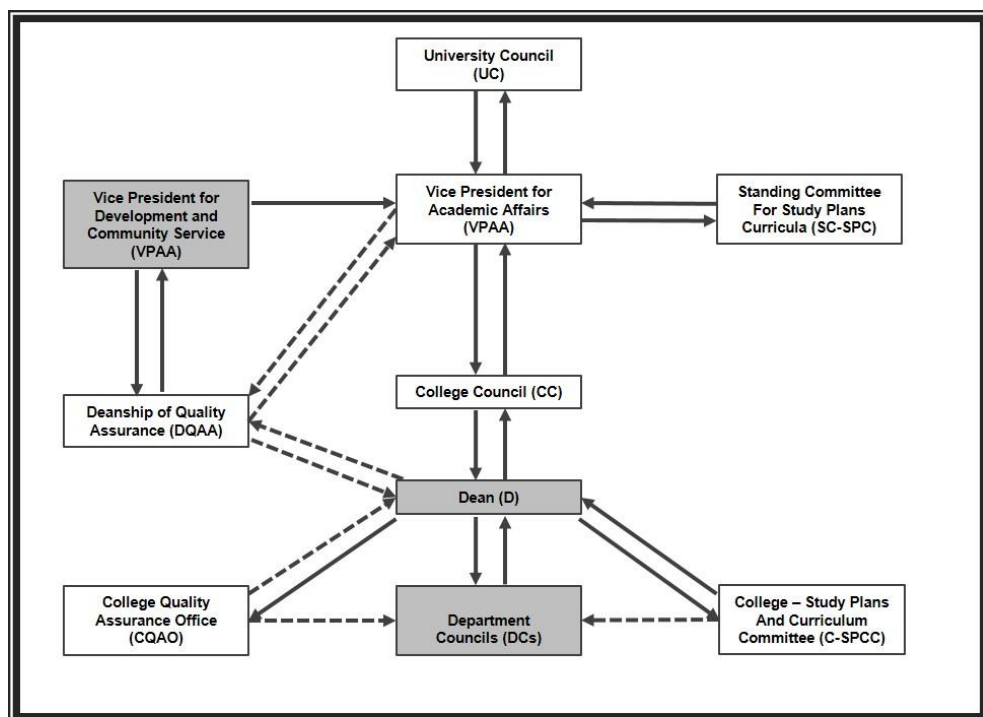 University Council
(UC)
Vice President for
Development and
Community Service
(VPAA)
Vice President for
Academic Affairs
(VPAA)
Standing Committee
For Study Plans
Curricula (SC-SPC)
Deanship of Quality
Assurance (DQAA)
College Council (CC)
Dean (D)
College Quality
Assurance Office
(CQAO)
Department
Councils (DCs)
College – Study Plans
And Curriculum
Committee (C-SPCC)